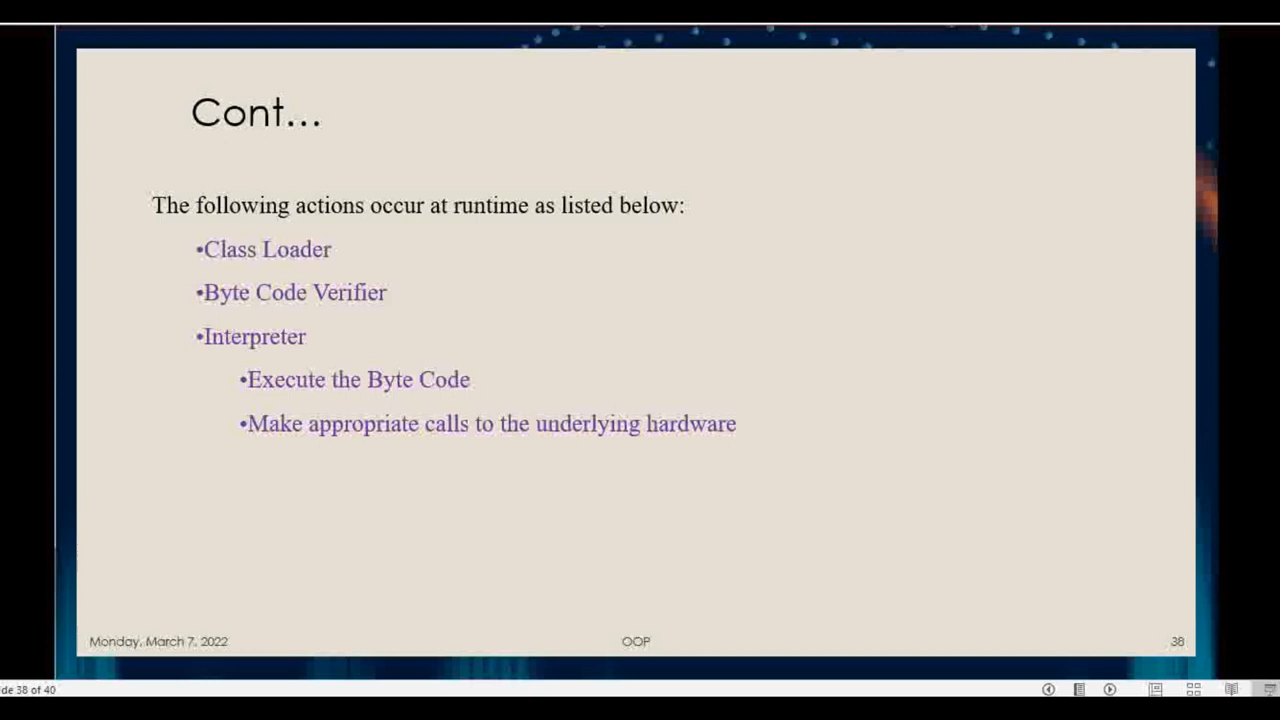 Cont...
The following actions occur at runtime as listed below:
•Class Loader
•Byte Code Verifier
•Interpreter
•Execute the Byte Code
•Make appropriate calls to the underlying hardware
Monday, March 7, 2022
OOP
38
de 38 of 40